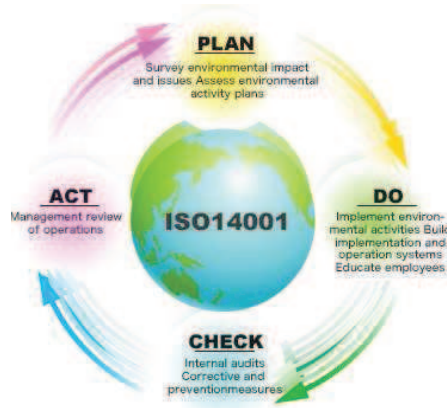 PLAN
Survey environmental impact
and issues Assess environmental
activity plans
ACT
Management review
of operations
ISO14001
DO
Implement environ-
mental activities Build
implementation and
operation systems
Educate employees
CHECK
Internal audits
Corrective and
preventionmeasures